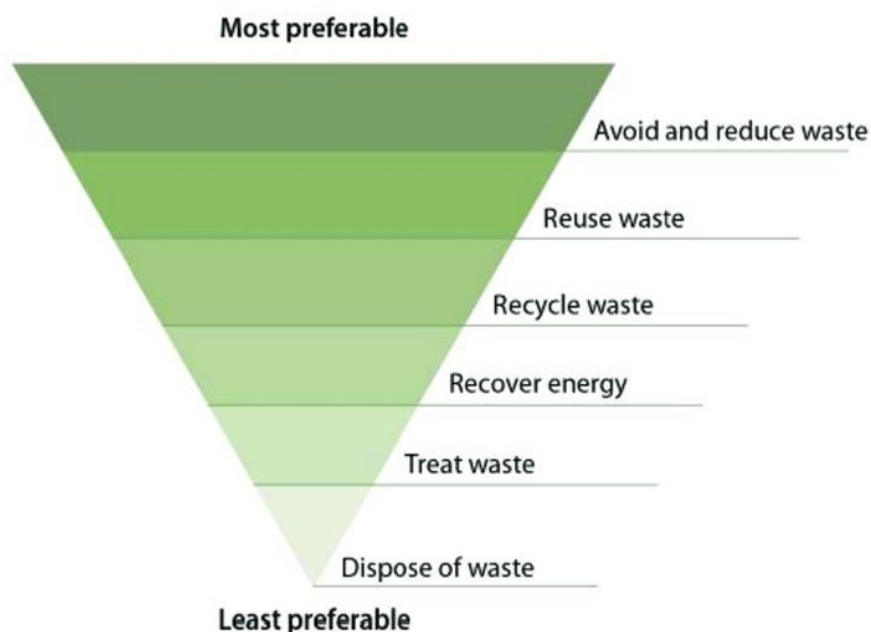 Most preferable
Avoid and reduce waste
Reuse waste
Recycle waste
Recover energy
Treat waste
Dispose of waste
Least preferable